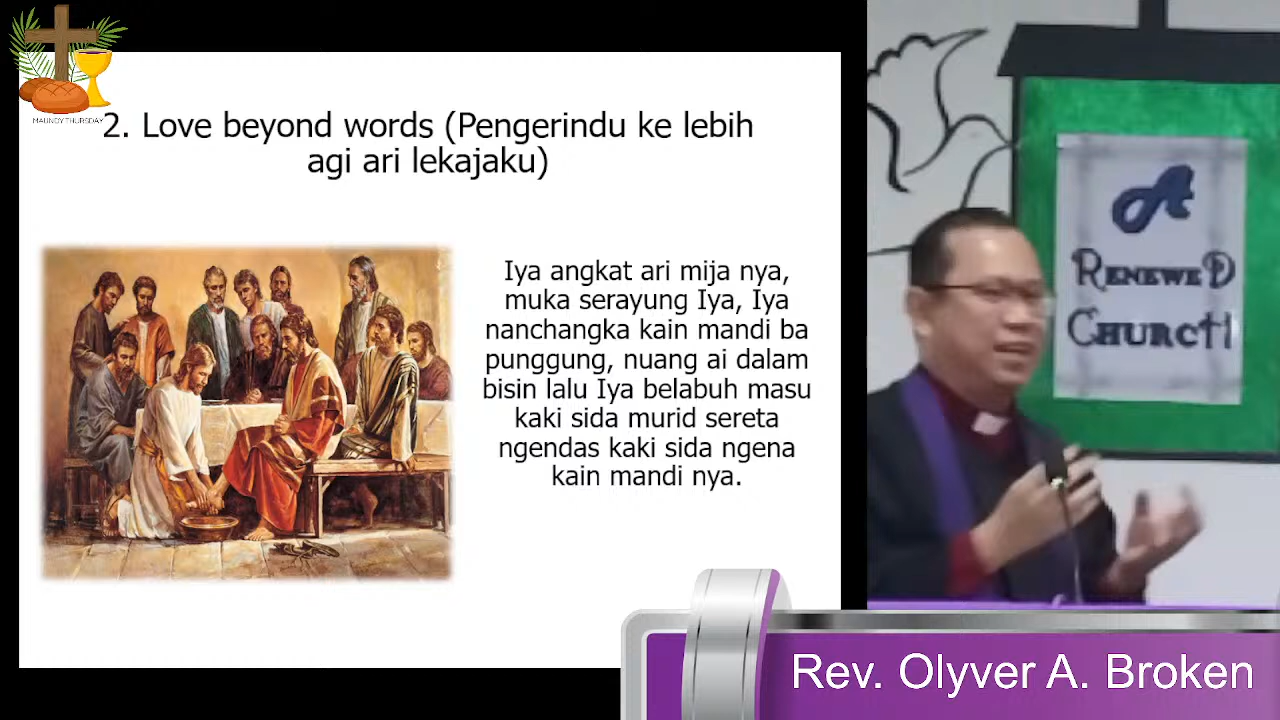 MAUNDY THURSDAY
2. Love beyond words (Pengerindu ke lebih
agi ari lekajaku)
Iya angkat ari mija nya,
muka serayung Iya, Iya
nanchangka kain mandi ba
punggung, nuang ai dalam
bisin lalu Iya belabuh masu
kaki sida murid sereta
ngendas kaki sida ngena
kain mandi nya.
A
RENEWED
CHURCH
Rev. Olyver A. Broken